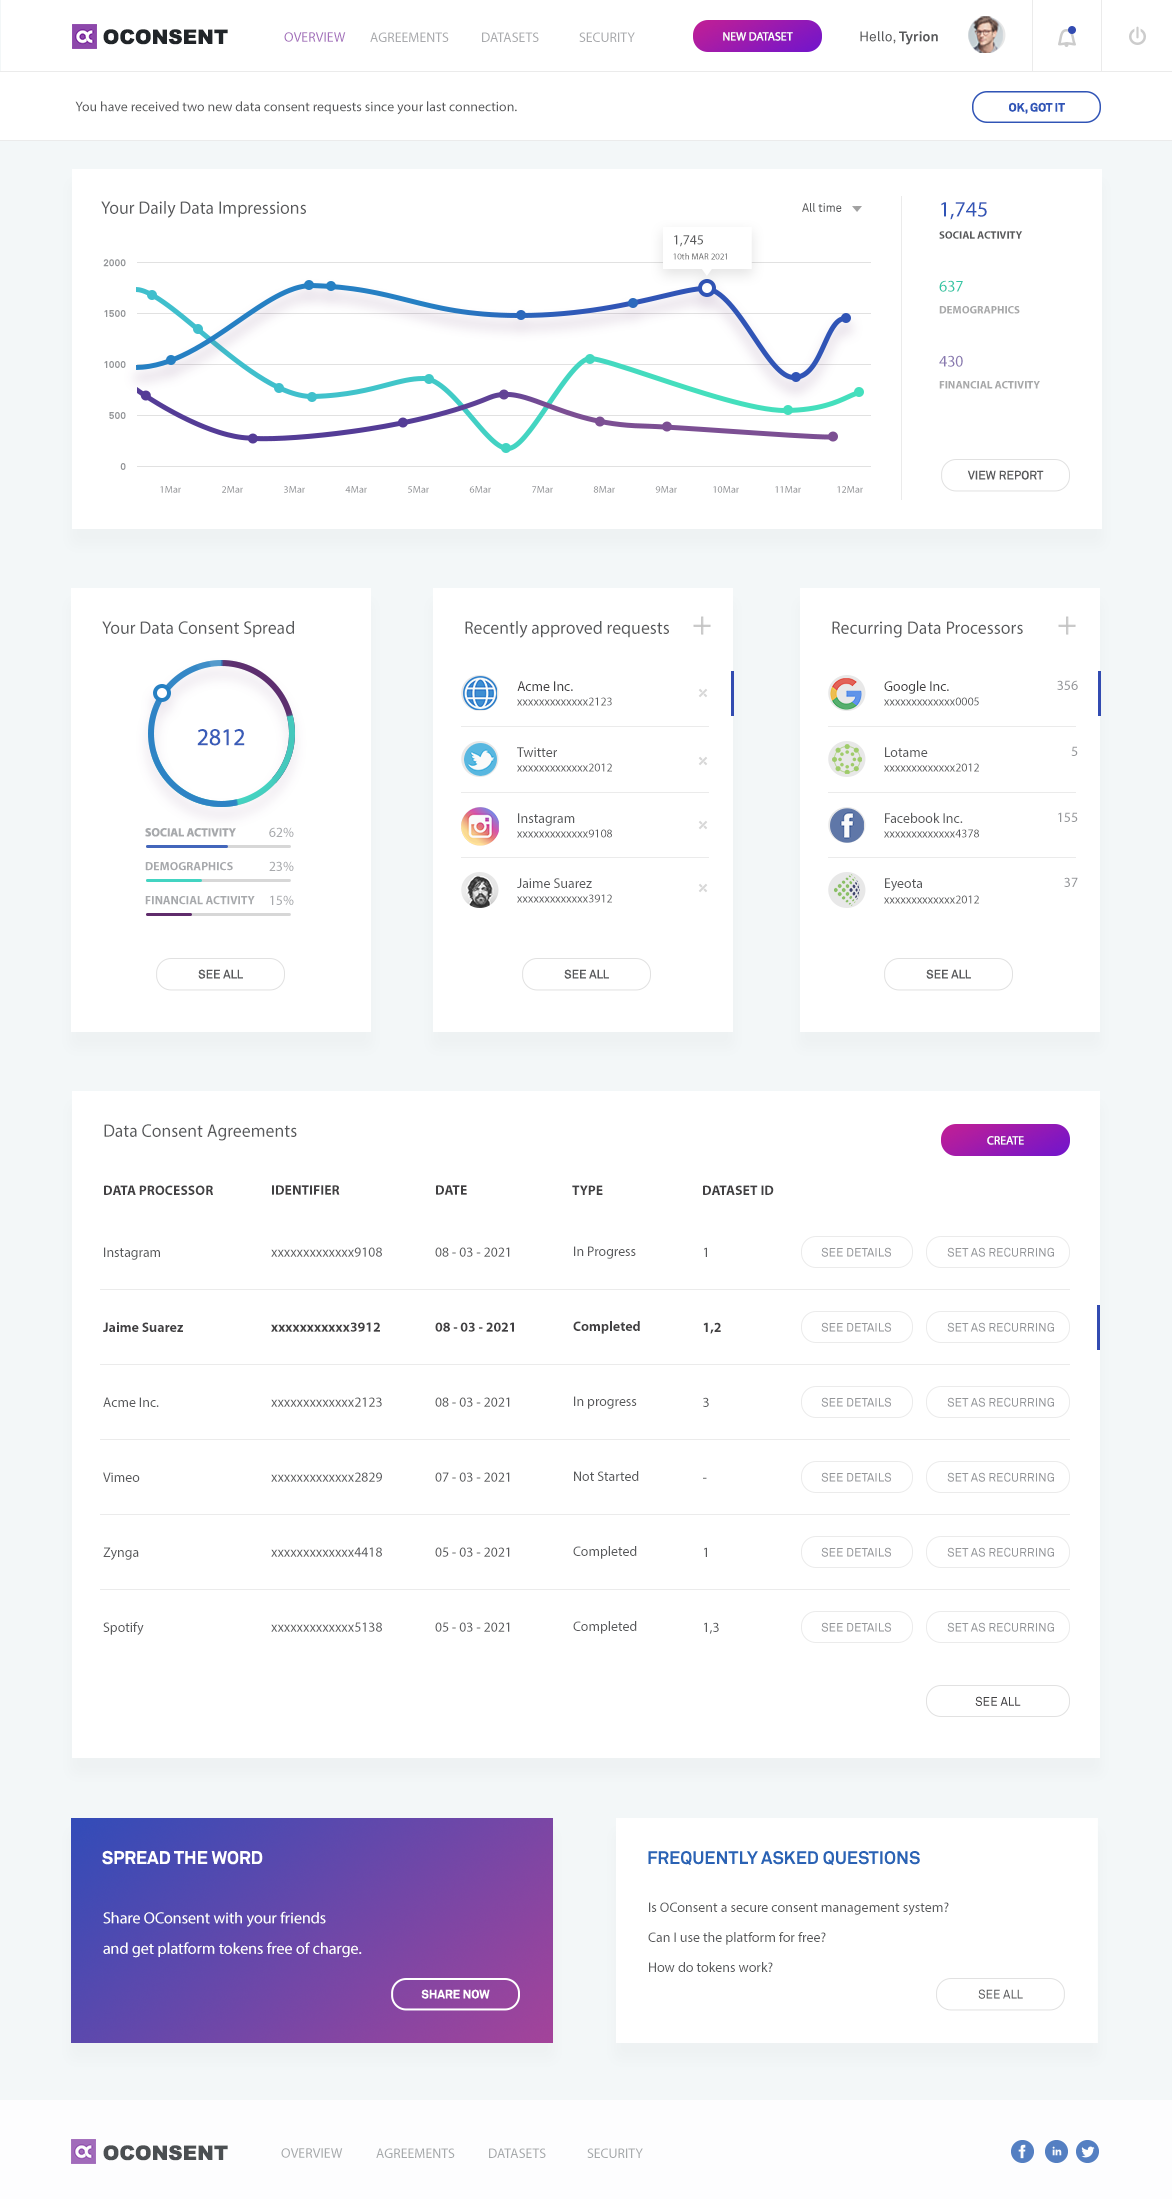 OCONSENT OVERVIEW AGREEMENTS DATASETS SECURITY NEW DATASET Hello, Tyrion
You have received two new data consent requests since your last connection. OK, GOT IT
Your Daily Data Impressions All time
1,745
10th MAR 2021
2000
1500
1000
500
0
1Mar 2Mar 3Mar 4Mar 5Mar 6Mar 7Mar 8Mar 9Mar 10Mar 11Mar 12Mar
1,745
SOCIAL ACTIVITY
637
DEMOGRAPHICS
430
FINANCIAL ACTIVITY
VIEW REPORT
Your Data Consent Spread
2812
SOCIAL ACTIVITY 62%
DEMOGRAPHICS 23%
FINANCIAL ACTIVITY 15%
SEE ALL
Recently approved requests
Acme Inc.
xxxxxxxxxxxxx2123
Twitter
xxxxxxxxxxxxx2012
Instagram
xxxxxxxxxxxxx9108
Jaime Suarez
xxxxxxxxxxxxx3912
SEE ALL
Recurring Data Processors
Google Inc. 356
xxxxxxxxxxxxx0005
Lotame 5
xxxxxxxxxxxxx2012
Facebook Inc. 155
xxxxxxxxxxxxx4378
Eyeota 37
xxxxxxxxxxxxx2012
SEE ALL
Data Consent Agreements CREATE
DATA PROCESSOR IDENTIFIER DATE TYPE DATASET ID
Instagram xxxxxxxxxxxxx9108 08 - 03 - 2021 In Progress 1 SEE DETAILS SET AS RECURRING
Jaime Suarez xxxxxxxxxxx3912 08 - 03 - 2021 Completed 1,2 SEE DETAILS SET AS RECURRING
Acme Inc. xxxxxxxxxxxxx2123 08 - 03 - 2021 In progress 3 SEE DETAILS SET AS RECURRING
Vimeo xxxxxxxxxxxxx2829 07 - 03 - 2021 Not Started - SEE DETAILS SET AS RECURRING
Zynga xxxxxxxxxxxxx4418 05 - 03 - 2021 Completed 1 SEE DETAILS SET AS RECURRING
Spotify xxxxxxxxxxxxx5138 05 - 03 - 2021 Completed 1,3 SEE DETAILS SET AS RECURRING
SEE ALL
SPREAD THE WORD
Share OConsent with your friends
and get platform tokens free of charge.
SHARE NOW
FREQUENTLY ASKED QUESTIONS
Is OConsent a secure consent management system?
Can I use the platform for free?
How do tokens work?
SEE ALL
OCONSENT OVERVIEW AGREEMENTS DATASETS SECURITY